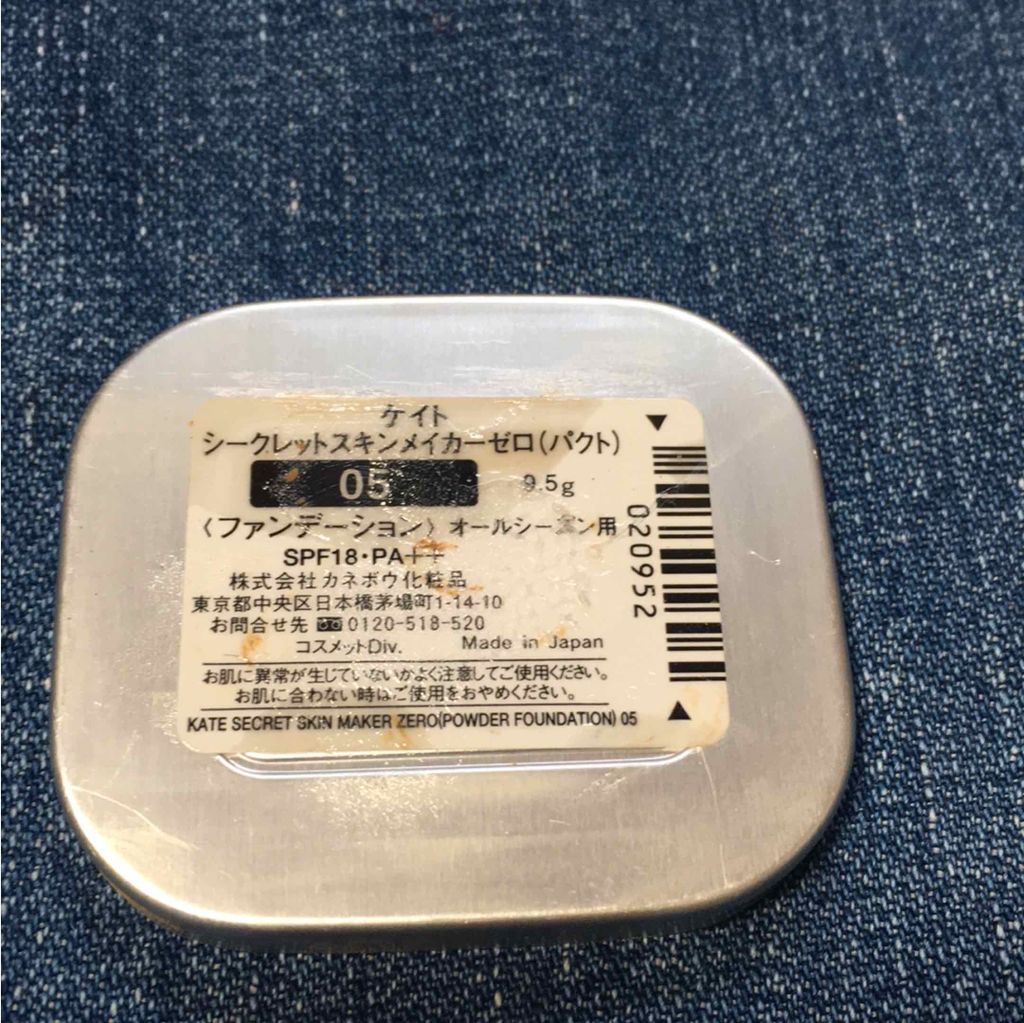 ケイト
シークレットスキンメイカーゼロ(パクト)
05 9.5g
〈ファンデーション〉オールシーズン用
SPF18・PA++
株式会社カネボウ化粧品
東京都中央区日本橋茅場町1-14-10
お問合せ先 ☎0120-518-520
コスメットDiv. Made in Japan
お肌に異常が生じていないかよく注意してご使用ください。
お肌に合わない時はご使用をおやめください。
KATE SECRET SKIN MAKER ZERO(POWDER FOUNDATION) 05
020952